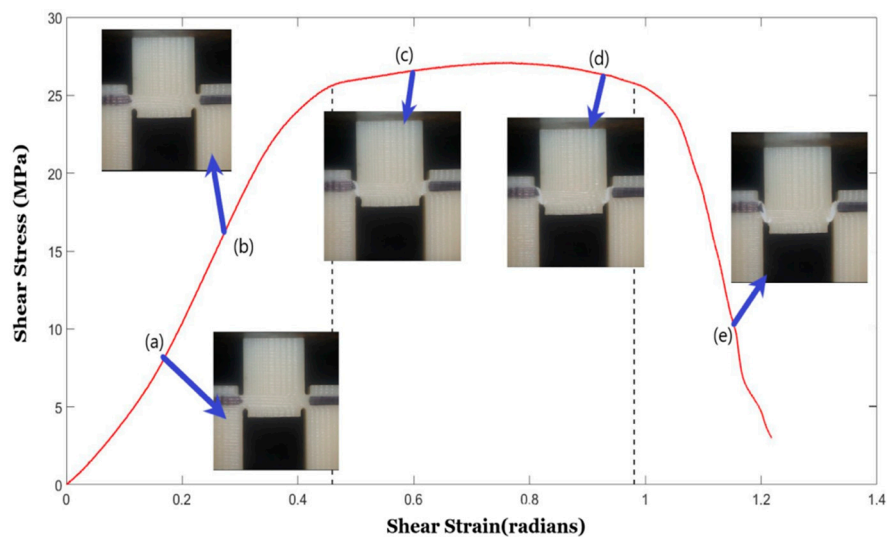 30
25
20
15
10
5
0
Shear Stress (MPa)
(a)
(b)
(c)
(d)
(e)
0 0.2 0.4 0.6 0.8 1 1.2 1.4
Shear Strain(radians)